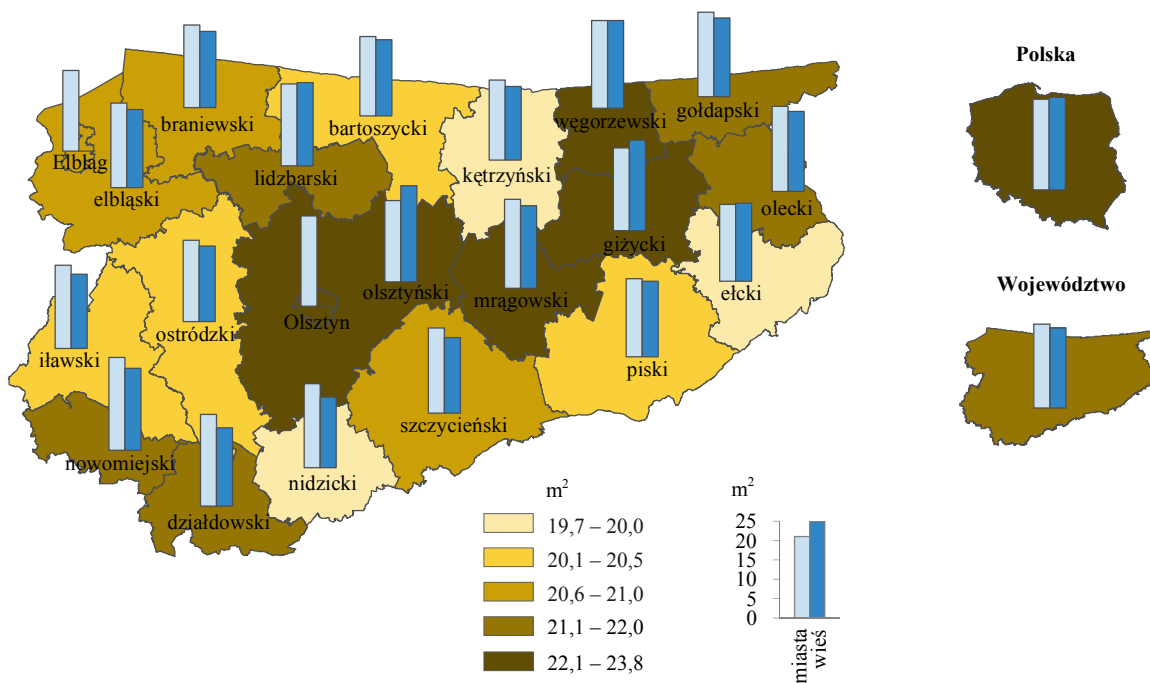 Polska
braniewski
bartoszycki
węgorzewski
gołdapski
Elbląg
elbląski
lidzbarski
kętrzyński
olecki
giżycki
olsztyński
mrągowski
ełcki
Województwo
Olsztyn
ostródzki
iławski
piski
szczycieński
nowomiejski
nidzicki
działdowski
m²
19,7 – 20,0
20,1 – 20,5
20,6 – 21,0
21,1 – 22,0
22,1 – 23,8
m²
25
20
15
10
5
0
miasta
wieś